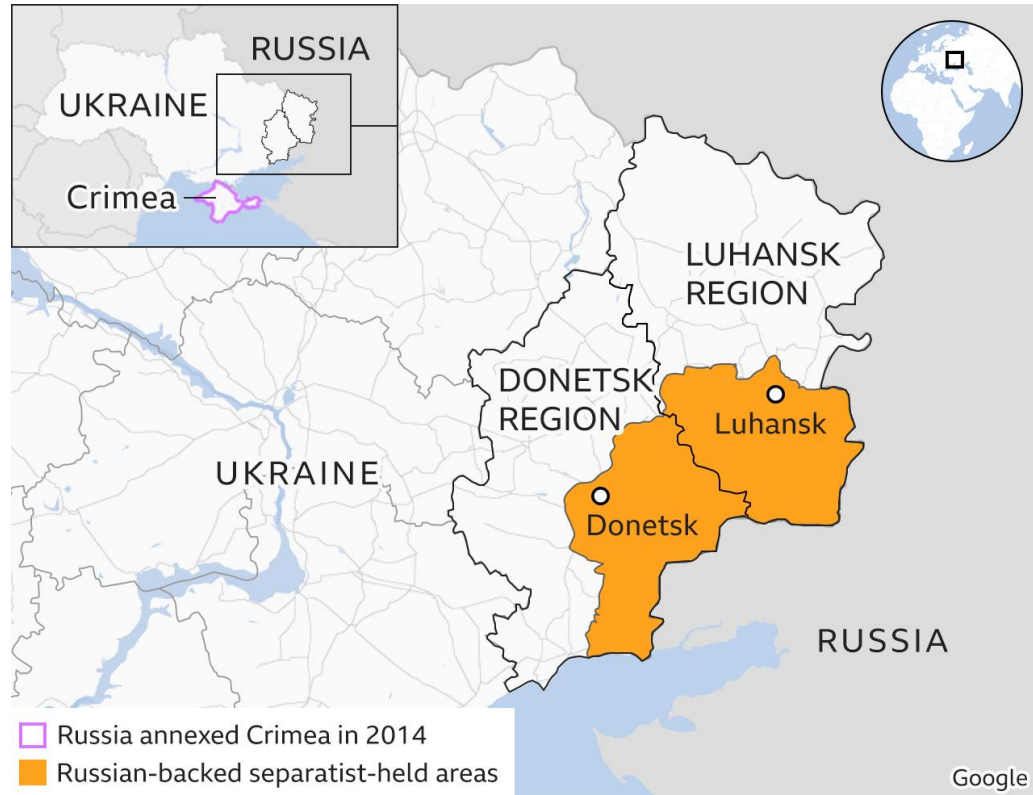 RUSSIA
UKRAINE
Crimea
LUHANSK
REGION
DONETSK
REGION
Luhansk
UKRAINE
Donetsk
RUSSIA
Russia annexed Crimea in 2014
Russian-backed separatist-held areas
Google